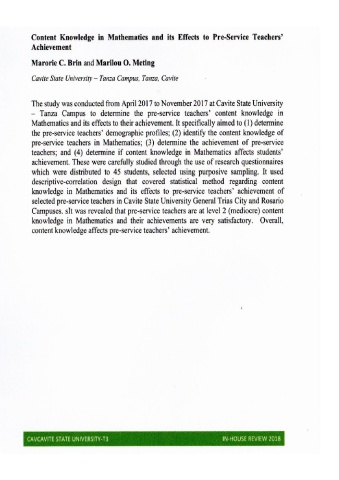 Content Knowledge in Mathematics and its Effects to Pre-Service Teachers'
Achievement
Marorie C. Brin and Marilou O. Meting
Cavite State University – Tanza Campus, Tanza, Cavite
The study was conducted from April 2017 to November 2017 at Cavite State University
– Tanza Campus to determine the pre-service teachers' content knowledge in
Mathematics and its effects to their achievement. It specifically aimed to (1) determine
the pre-service teachers' demographic profiles; (2) identify the content knowledge of
pre-service teachers in Mathematics; (3) determine the achievement of pre-service
teachers; and (4) determine if content knowledge in Mathematics affects students'
achievement. These were carefully studied through the use of research questionnaires
which were distributed to 45 students, selected using purposive sampling. It used
descriptive-correlation design that covered statistical method regarding content
knowledge in Mathematics and its effects to pre-service teachers' achievement of
selected pre-service teachers in Cavite State University General Trias City and Rosario
Campuses. sIt was revealed that pre-service teachers are at level 2 (mediocre) content
knowledge in Mathematics and their achievements are very satisfactory. Overall,
content knowledge affects pre-service teachers' achievement.
CAVCAVITE STATE UNIVERSITY-T3 IN-HOUSE REVIEW 2018